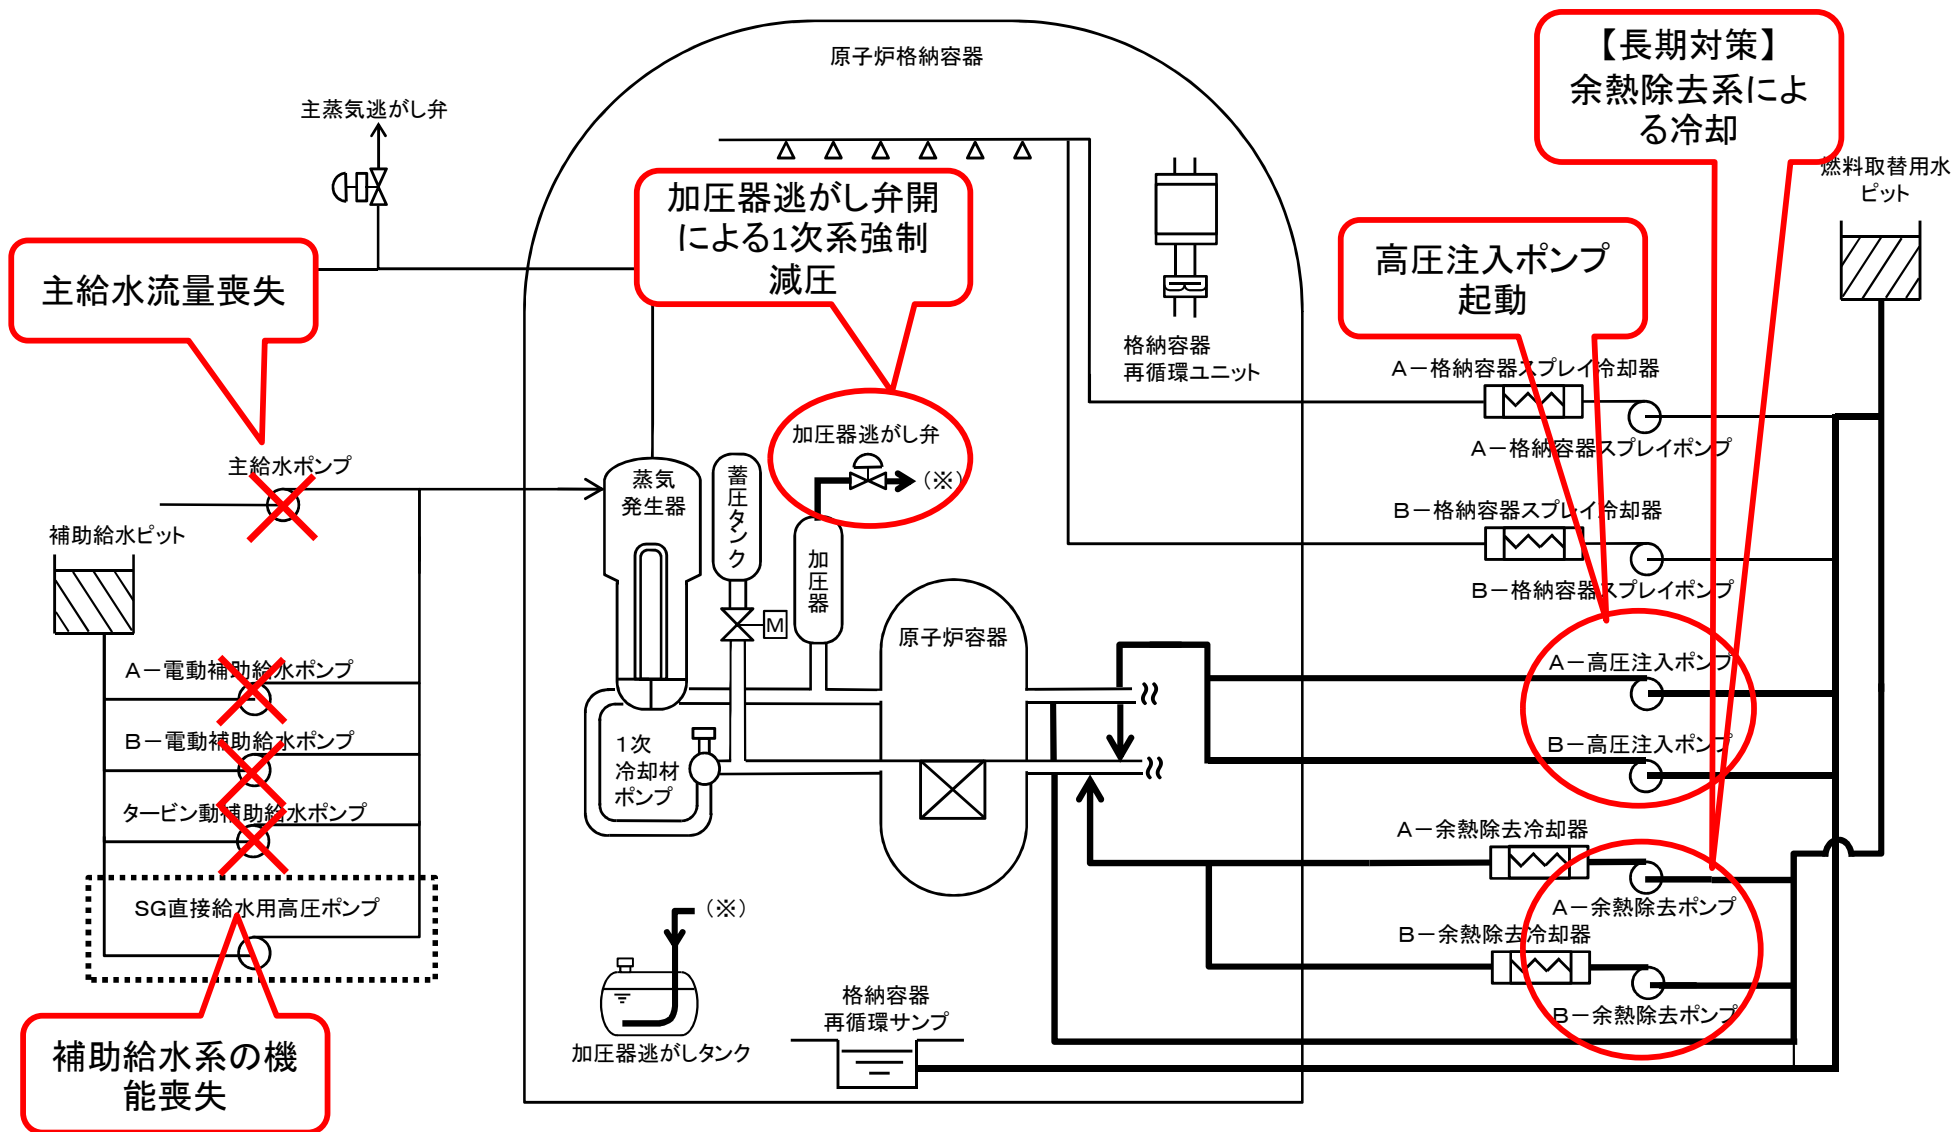 原子炉格納容器
【長期対策】
余熱除去系によ
る冷却
主蒸気逃がし弁
燃料取替用水
ピット
加圧器逃がし弁開
による1次系強制
減圧
高圧注入ポンプ
起動
主給水流量喪失
格納容器
再循環ユニット
A-格納容器スプレイ冷却器
A-格納容器スプレイポンプ
加圧器逃がし弁
(※)
主給水ポンプ
蒸気
発生器
蓄圧タンク
加圧器
B-格納容器スプレイ冷却器
B-格納容器スプレイポンプ
補助給水ピット
M
原子炉容器
A-電動補助給水ポンプ
A-高圧注入ポンプ
B-電動補助給水ポンプ
B-高圧注入ポンプ
1次
冷却材
ポンプ
タービン動補助給水ポンプ
A-余熱除去冷却器
A-余熱除去ポンプ
SG直接給水用高圧ポンプ
(※)
B-余熱除去冷却器
B-余熱除去ポンプ
格納容器
再循環サンプ
加圧器逃がしタンク
補助給水系の機
能喪失